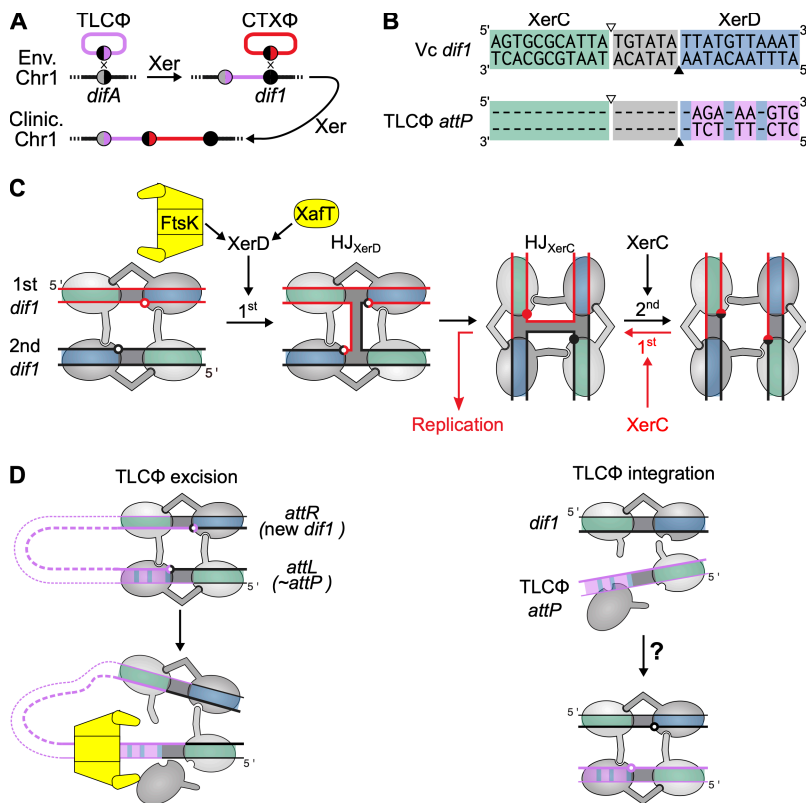 A
TLCΦ
CTXΦ
Env.
Chr1
Xer
difA
dif1
Clinic.
Chr1
Xer
B
XerC
XerD
Vc dif1
5'
AGTGCGCATTA TGTATA TTATGTTAAAT
3'
TCACGCGTAAT ACATAT AATACAATTTA
3'
5'
TLCΦ attP
5'
----------- ------ -AGA-AA-GTG
3'
----------- ------ -TCT-TT-CTC
3'
5'
C
FtsK
XafT
XerD
HJXerD
HJXerC
XerC
1st
dif1
5'
1st
2nd
2nd
dif1
5'
1st
Replication
XerC
D
TLCΦ excision
TLCΦ integration
attR
(new dif1)
attL
(~attP)
5'
dif1
5'
TLCΦ
attP
5'
?
5'
5'
5'